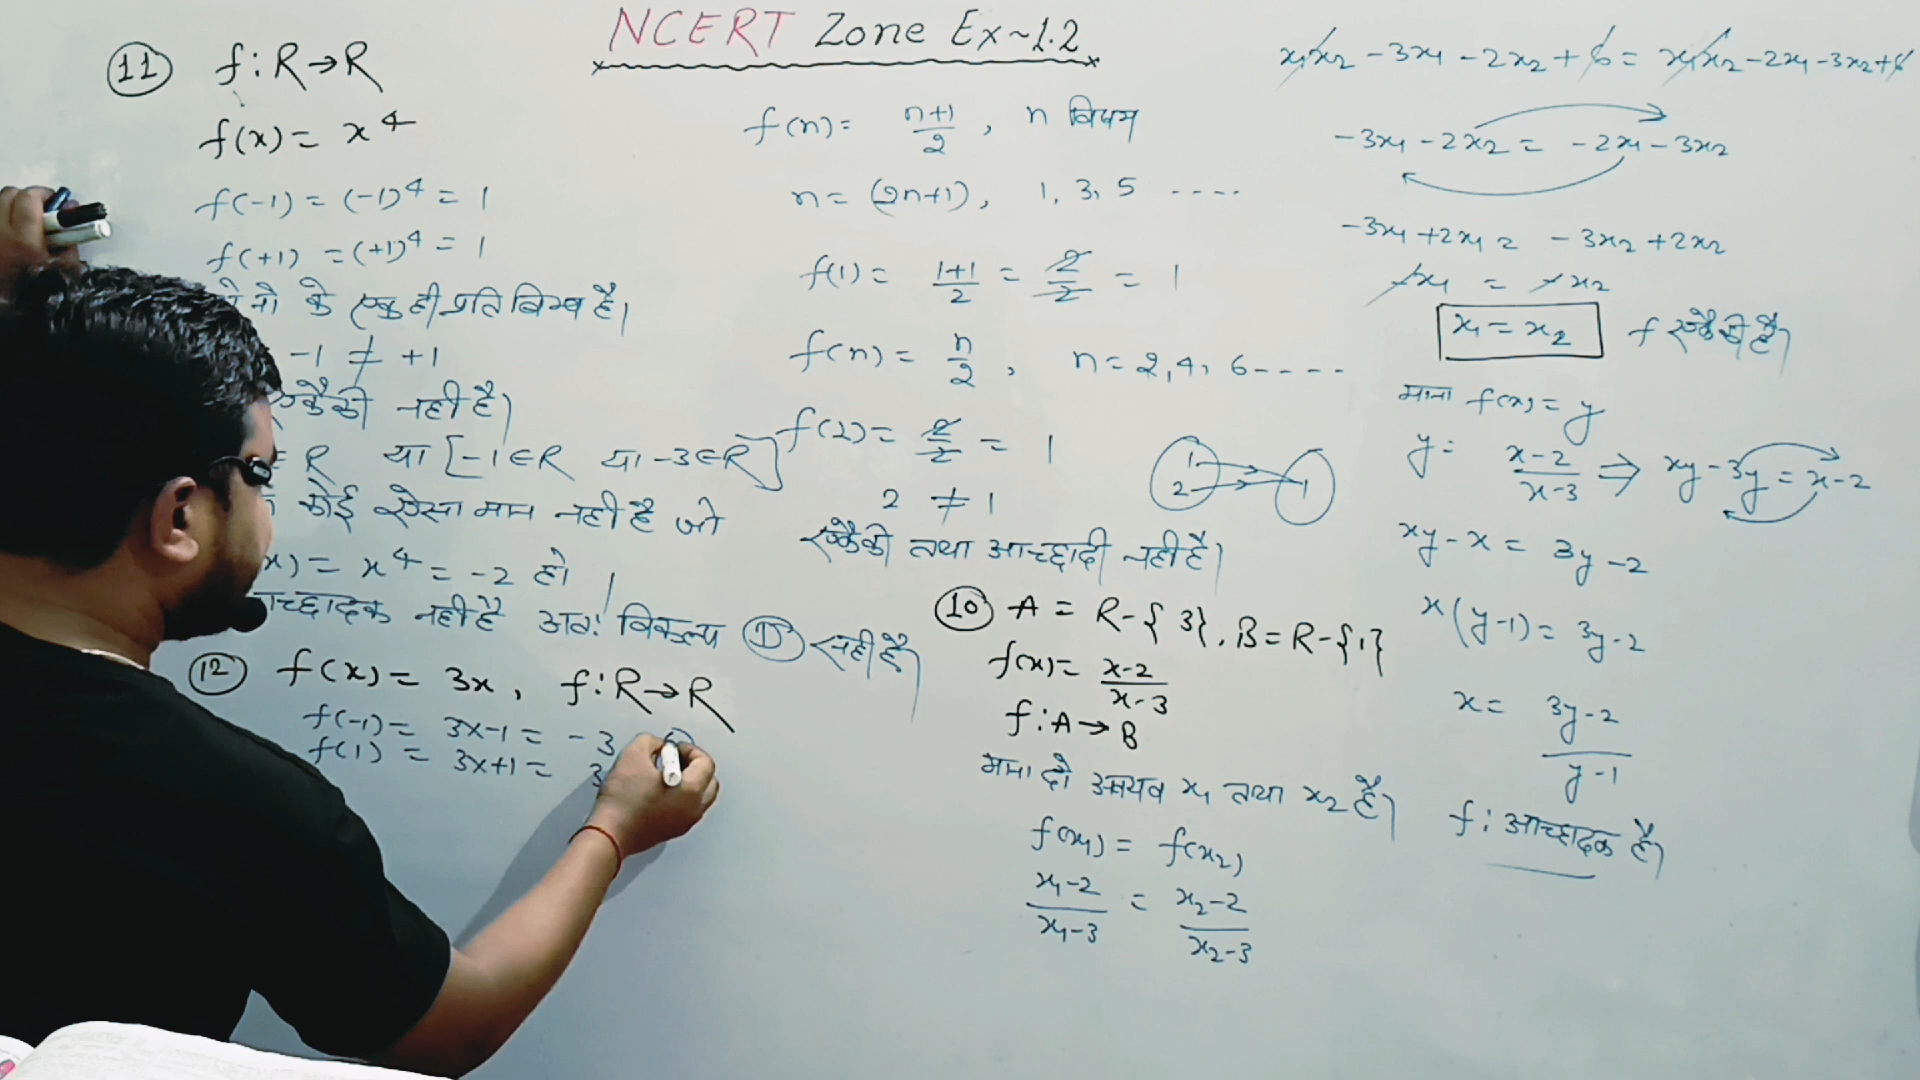 NCERT Zone Ex~1.2
(11) f:R→R
f(x) = x⁴
f(-1) = (-1)⁴ = 1
f(+1) = (+1)⁴ = 1
के एक ही प्रतिबिम्ब है।
-1 ≠ +1
एकैकी नहीं है।
∈ R या [-1∈R या -3∈R]
कोई ऐसा मान नहीं है जो
x) = x⁴ = -2 हो।
च्छादक नहीं है अतः विकल्प (D) सही है।
(12) f(x) = 3x, f:R→R
f(-1) = 3x-1 = -3
f(1) = 3x+1 = 3
f(n) = n+1/2, n विषम
n = (2n+1), 1, 3, 5 ....
f(1) = 1+1/2 = 2/2 = 1
f(n) = n/2, n = 2, 4, 6----
f(2) = 2/2 = 1
1 2 1
2 ≠ 1
एकैकी तथा आच्छादी नहीं है।
(10) A = R-{3}, B = R-{1}
f(x) = x-2/x-3
f:A→B
माना दो अवयव x₁ तथा x₂ है।
f(x₁) = f(x₂)
x₁-2/x₁-3 = x₂-2/x₂-3
x₁x₂ -3x₁ -2x₂ + 6 = x₁x₂ -2x₁ -3x₂+6
-3x₁ -2x₂ = -2x₁ -3x₂
-3x₁ +2x₁ = -3x₂ +2x₂
-x₁ = -x₂
x₁ = x₂ f एकैकी है।
माना f(x) = y
y = x-2/x-3 ⇒ xy-3y = x-2
xy-x = 3y-2
x(y-1) = 3y-2
x = 3y-2/y-1
f: आच्छादक है।